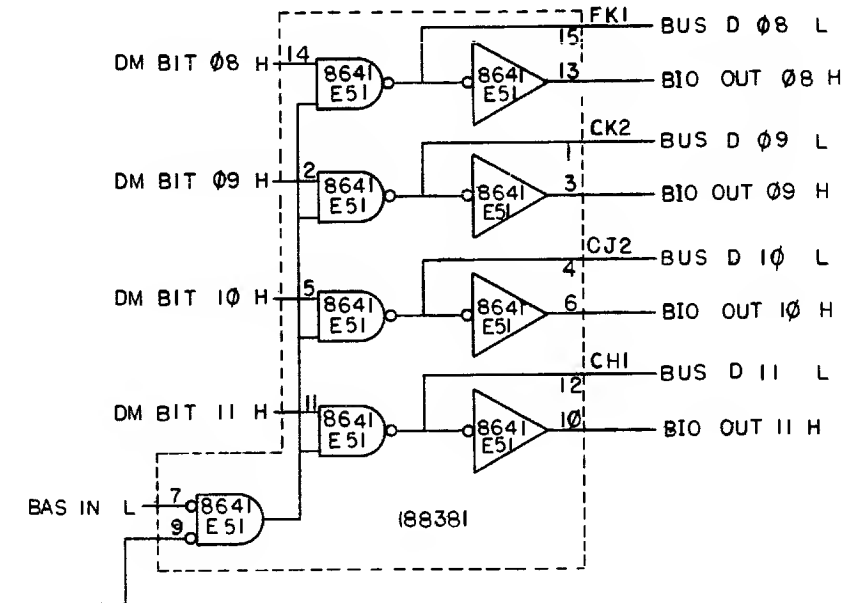 FK1
BUS D Ø8 L
15
DM BIT Ø8 H
14
8641
E51
8641
E51
13
BIO OUT Ø8 H
CK2
BUS D Ø9 L
1
DM BIT Ø9 H
2
8641
E51
8641
E51
3
BIO OUT Ø9 H
CJ2
BUS D 1Ø L
4
DM BIT 1Ø H
5
8641
E51
8641
E51
6
BIO OUT 1Ø H
CH1
BUS D 11 L
12
DM BIT 11 H
11
8641
E51
8641
E51
1Ø
BIO OUT 11 H
BAS IN L
7
9
8641
E51
(8838)